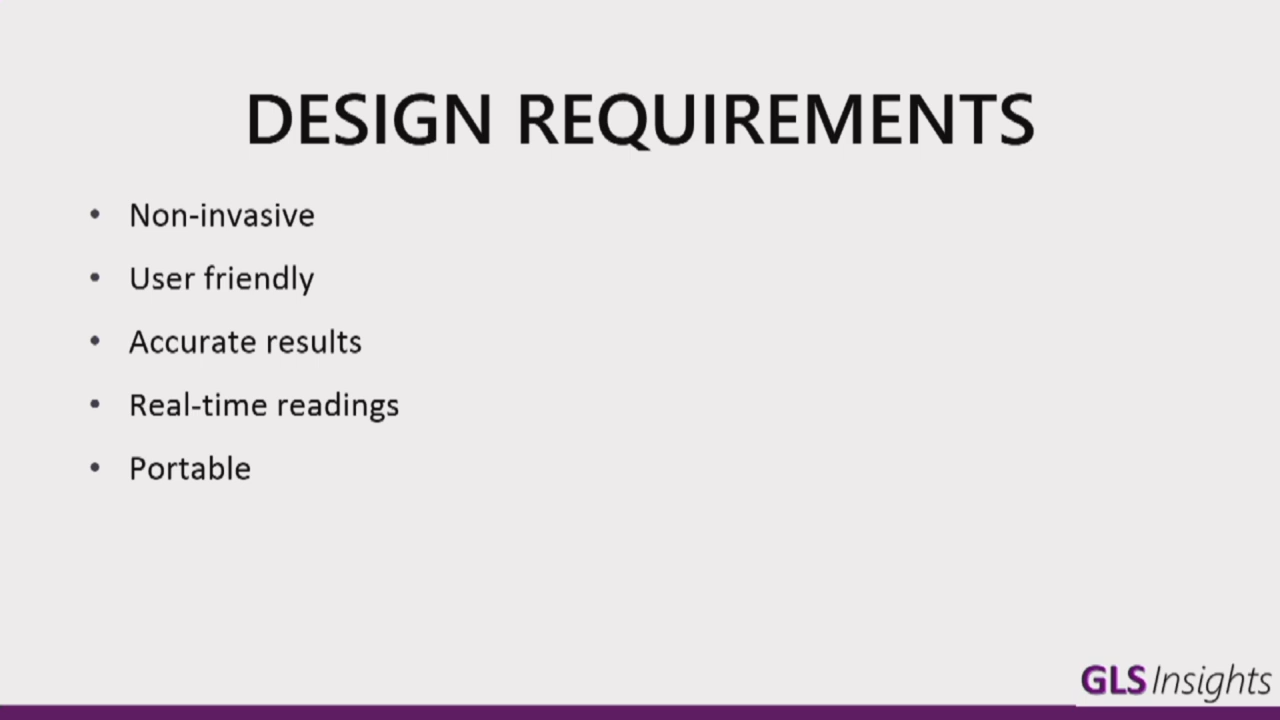 DESIGN REQUIREMENTS
• Non-invasive
• User friendly
• Accurate results
• Real-time readings
• Portable
GLS Insights